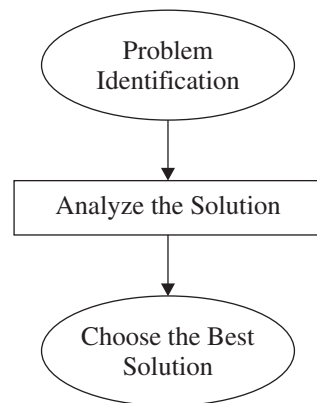 Problem
Identification
Analyze the Solution
Choose the Best
Solution